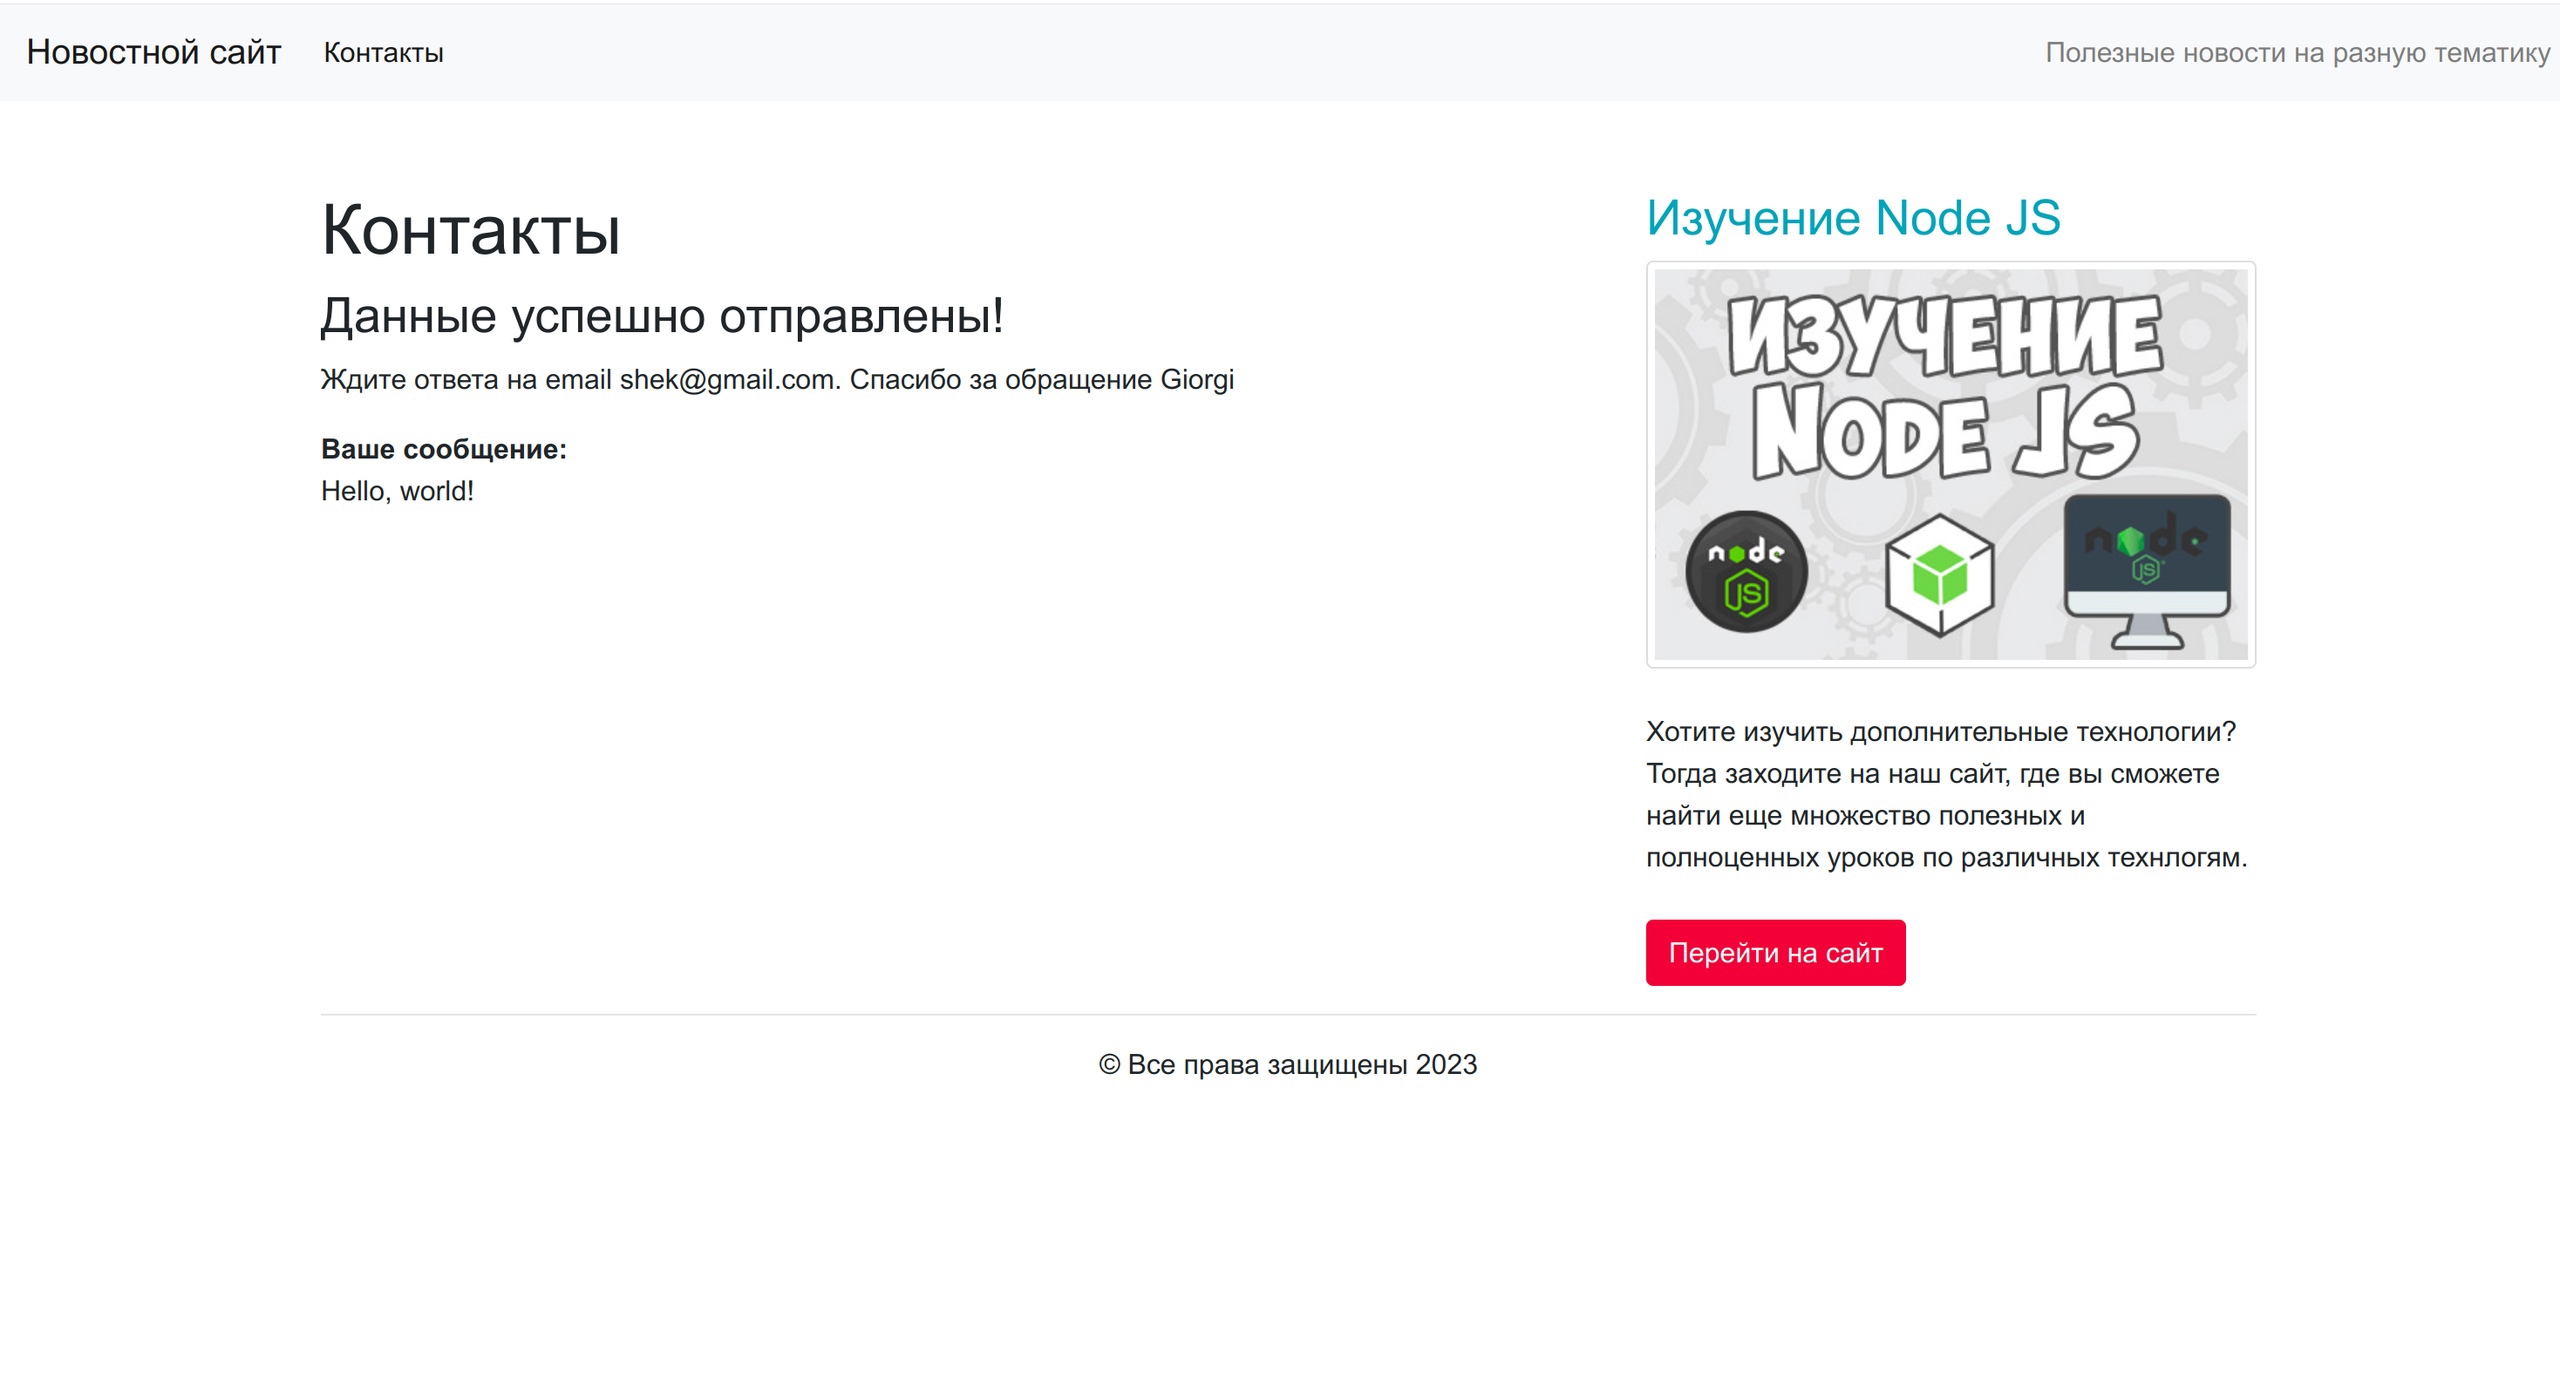 Новостной сайт
Контакты
Полезные новости на разную тематику
Контакты
Данные успешно отправлены!
Ждите ответа на email shek@gmail.com. Спасибо за обращение Giorgi
Ваше сообщение:
Hello, world!
Изучение Node JS
ИЗУЧЕНИЕ
NODE JS
node
JS
node
JS
Хотите изучить дополнительные технологии?
Тогда заходите на наш сайт, где вы сможете
найти еще множество полезных и
полноценных уроков по различных технлогям.
Перейти на сайт
© Все права защищены 2023